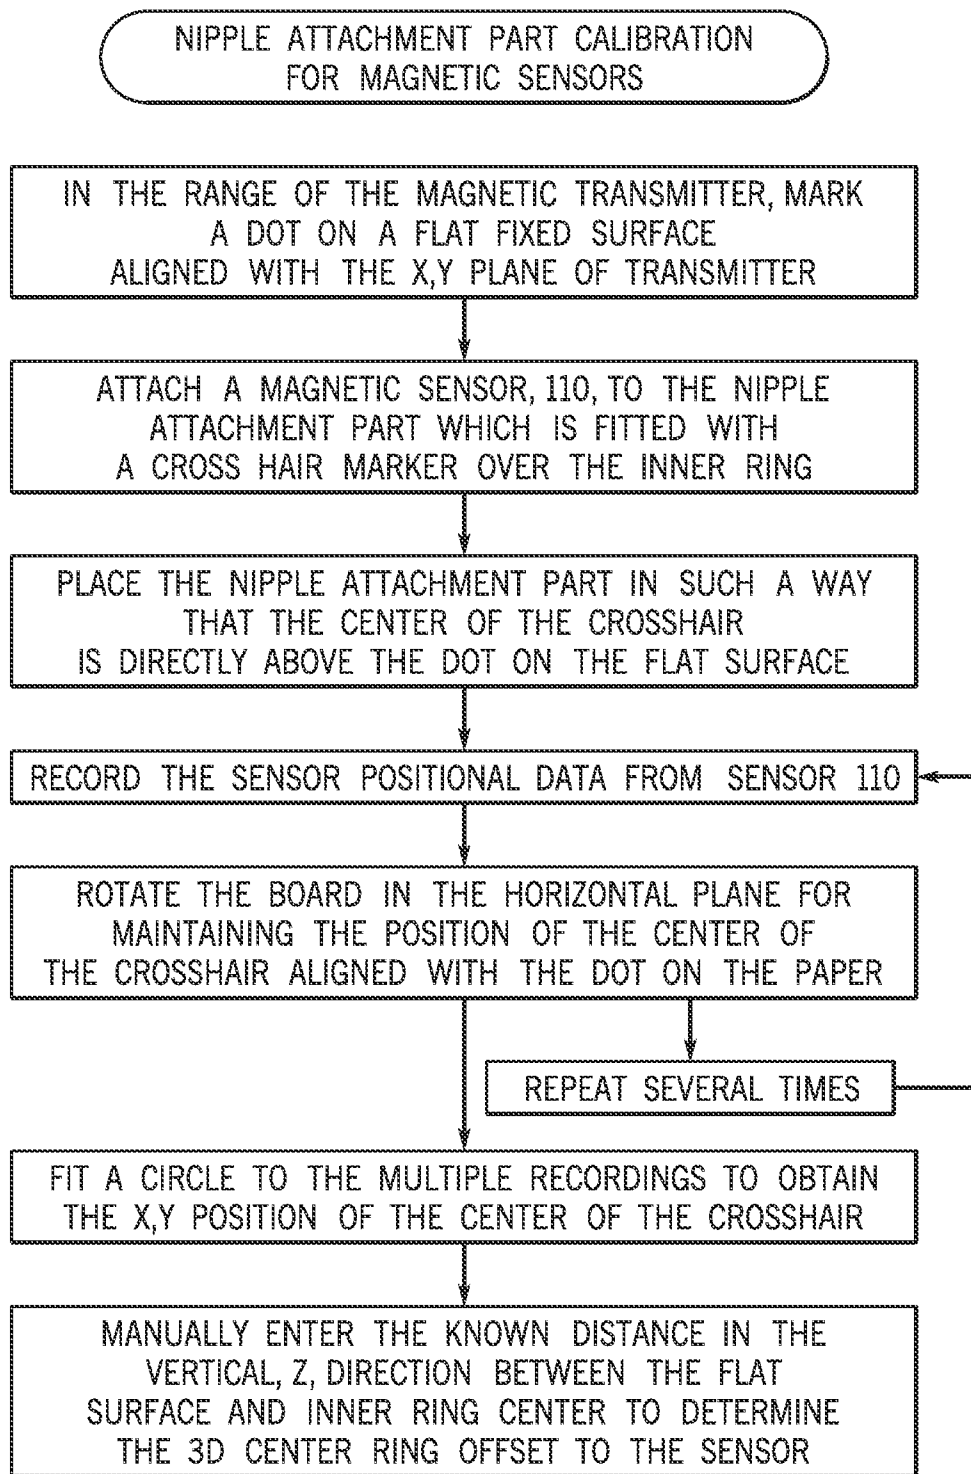 NIPPLE ATTACHMENT PART CALIBRATION
FOR MAGNETIC SENSORS
IN THE RANGE OF THE MAGNETIC TRANSMITTER, MARK
A DOT ON A FLAT FIXED SURFACE
ALIGNED WITH THE X,Y PLANE OF TRANSMITTER
ATTACH A MAGNETIC SENSOR, 110, TO THE NIPPLE
ATTACHMENT PART WHICH IS FITTED WITH
A CROSS HAIR MARKER OVER THE INNER RING
PLACE THE NIPPLE ATTACHMENT PART IN SUCH A WAY
THAT THE CENTER OF THE CROSSHAIR
IS DIRECTLY ABOVE THE DOT ON THE FLAT SURFACE
RECORD THE SENSOR POSITIONAL DATA FROM SENSOR 110
ROTATE THE BOARD IN THE HORIZONTAL PLANE FOR
MAINTAINING THE POSITION OF THE CENTER OF
THE CROSSHAIR ALIGNED WITH THE DOT ON THE PAPER
REPEAT SEVERAL TIMES
FIT A CIRCLE TO THE MULTIPLE RECORDINGS TO OBTAIN
THE X,Y POSITION OF THE CENTER OF THE CROSSHAIR
MANUALLY ENTER THE KNOWN DISTANCE IN THE
VERTICAL, Z, DIRECTION BETWEEN THE FLAT
SURFACE AND INNER RING CENTER TO DETERMINE
THE 3D CENTER RING OFFSET TO THE SENSOR